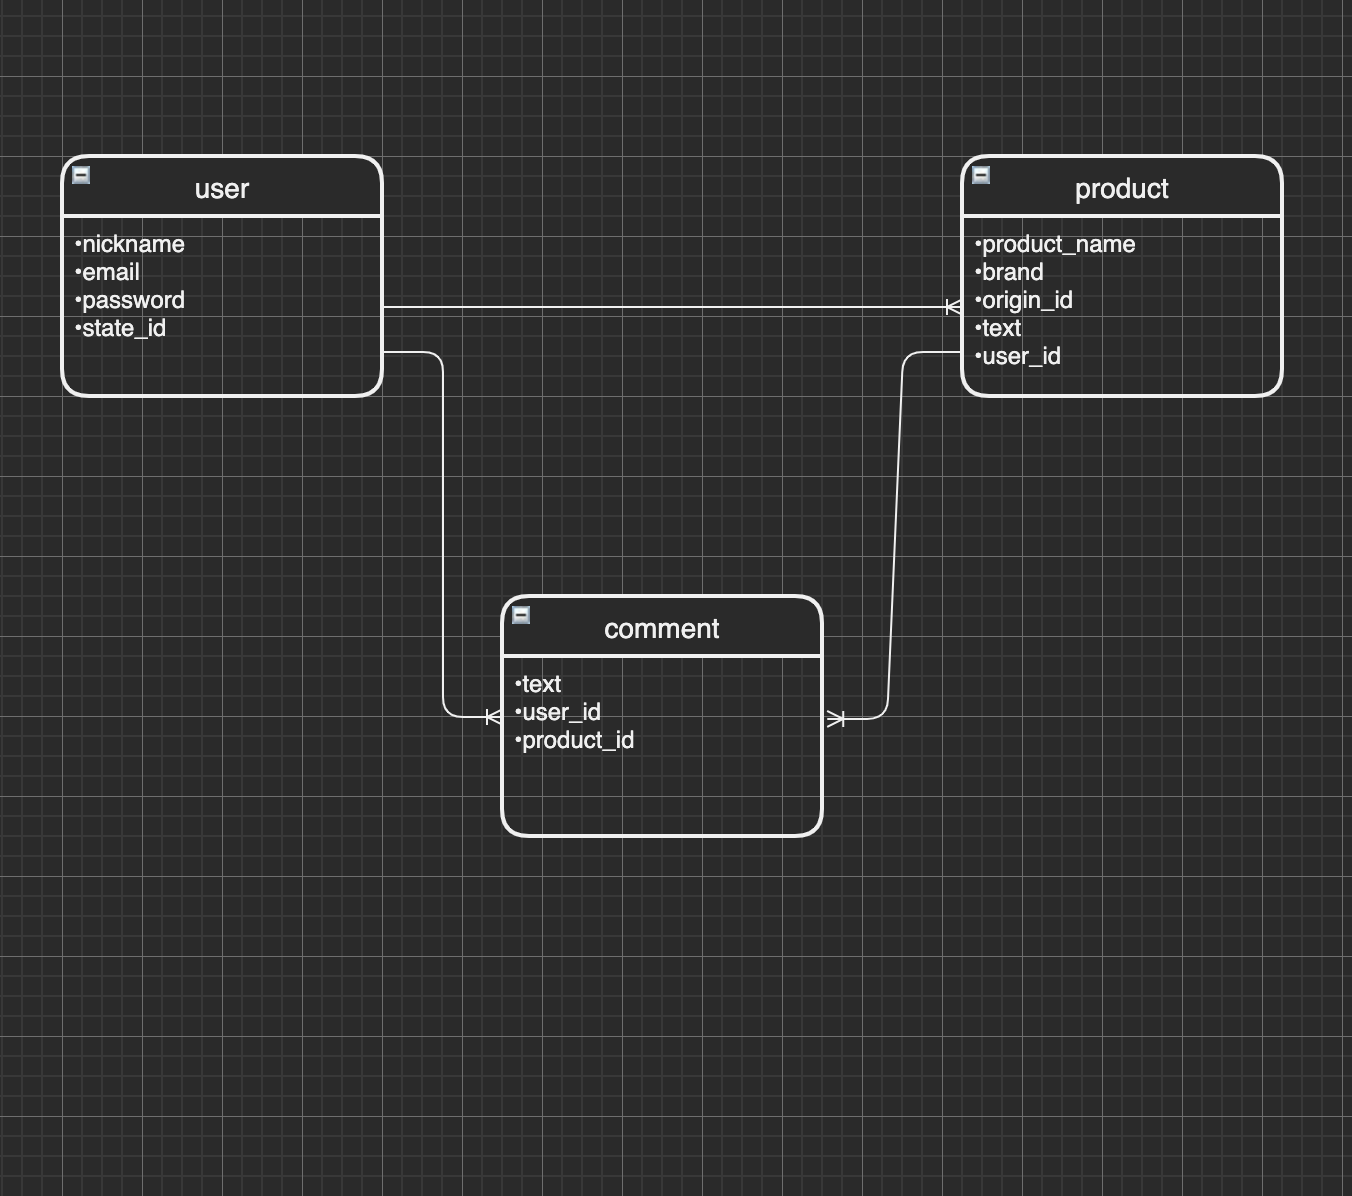 user
•nickname
•email
•password
•state_id
product
•product_name
•brand
•origin_id
•text
•user_id
comment
•text
•user_id
•product_id